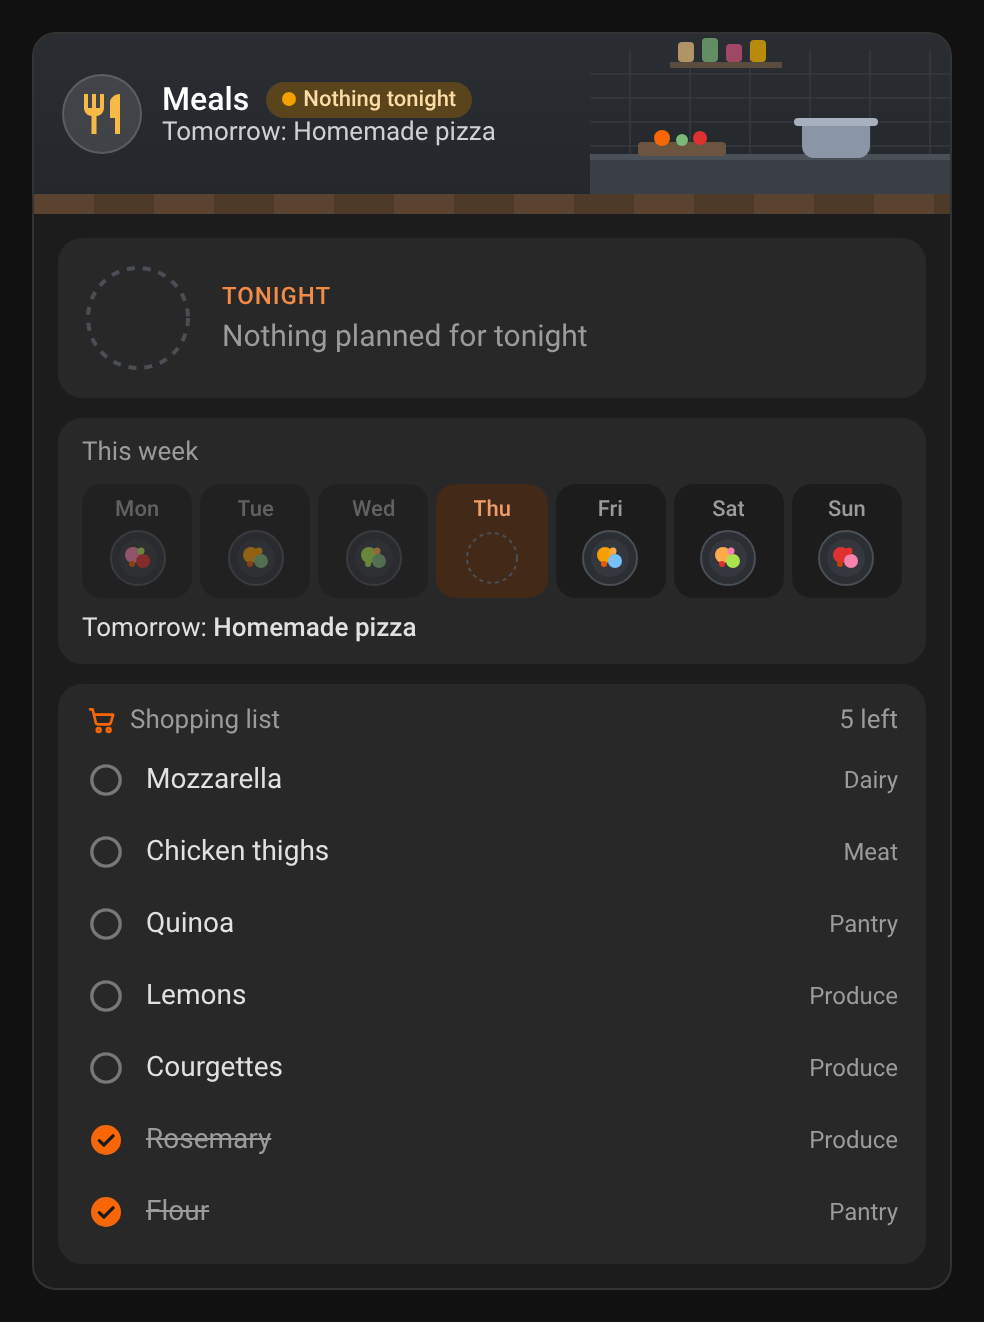 Meals
Nothing tonight
Tomorrow: Homemade pizza
TONIGHT
Nothing planned for tonight
This week
Mon Tue Wed Thu Fri Sat Sun
Tomorrow: Homemade pizza
Shopping list 5 left
Mozzarella Dairy
Chicken thighs Meat
Quinoa Pantry
Lemons Produce
Courgettes Produce
Rosemary Produce
Flour Pantry